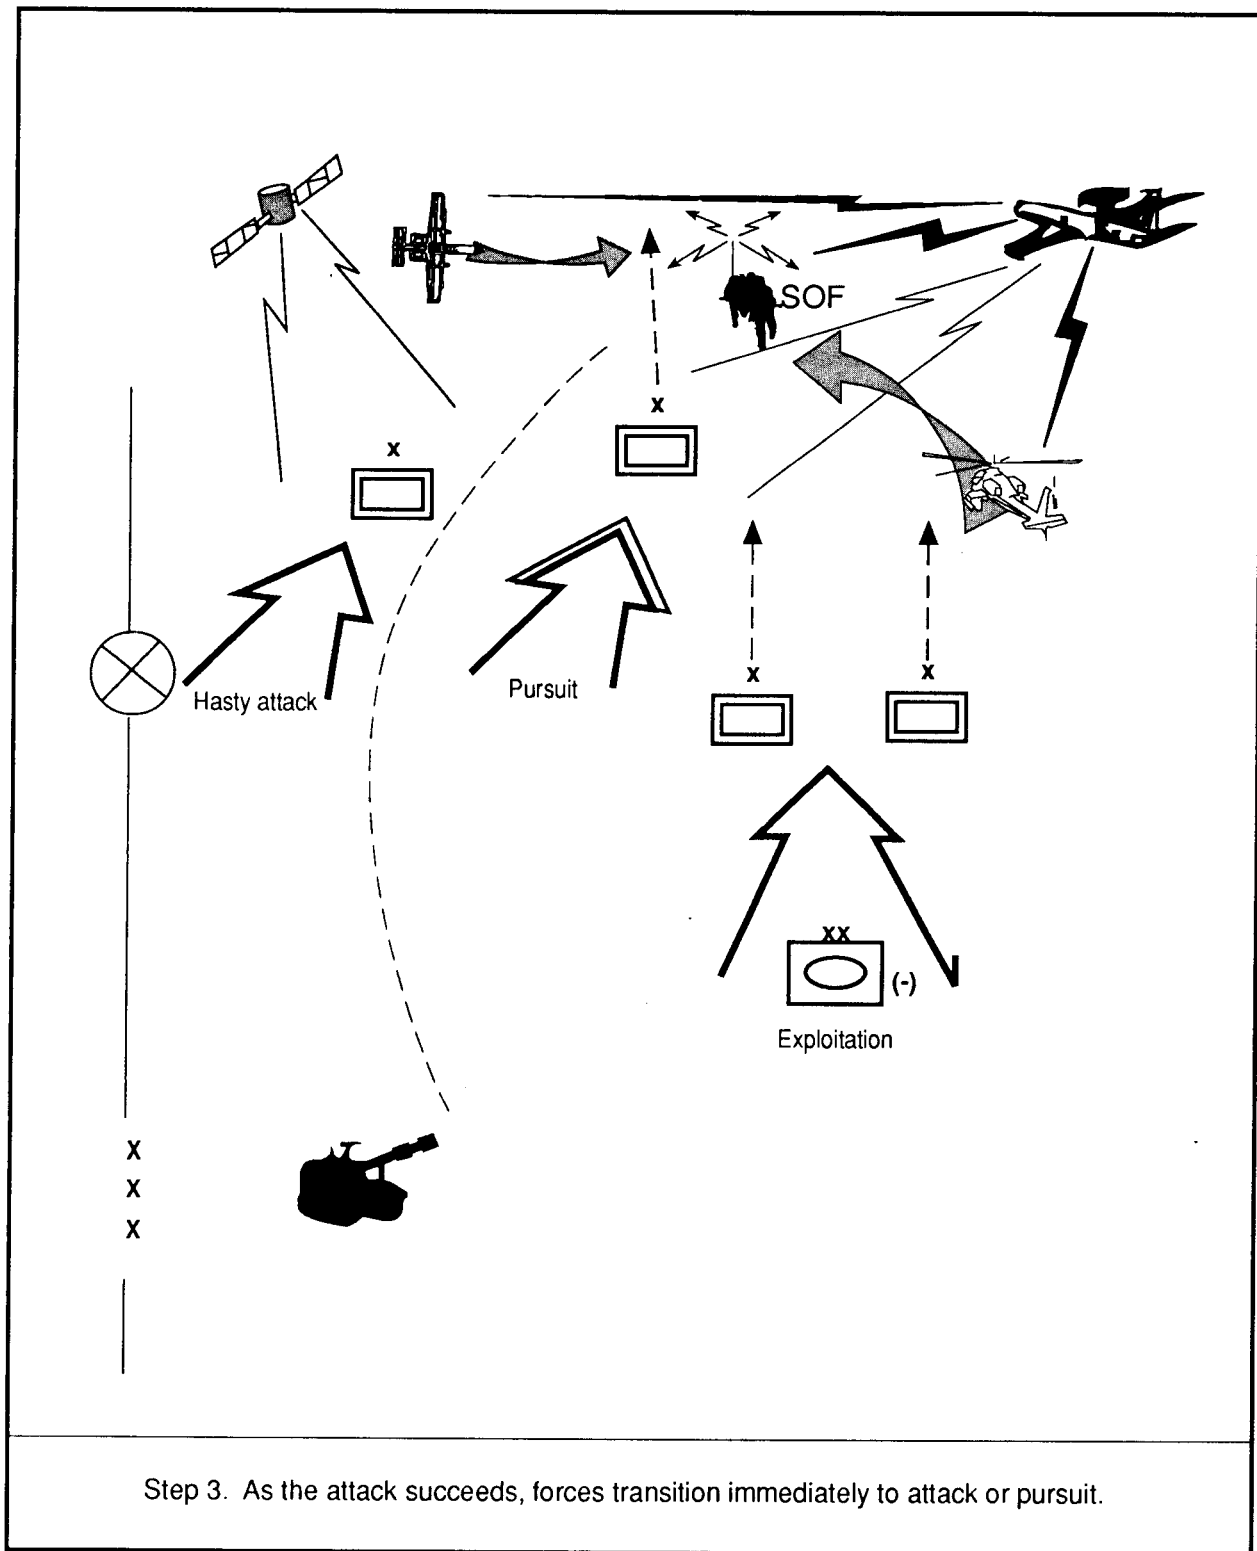 SOF
X
X
Hasty attack
Pursuit
X
X
XX
(-)
Exploitation
X
X
X
Step 3. As the attack succeeds, forces transition immediately to attack or pursuit.